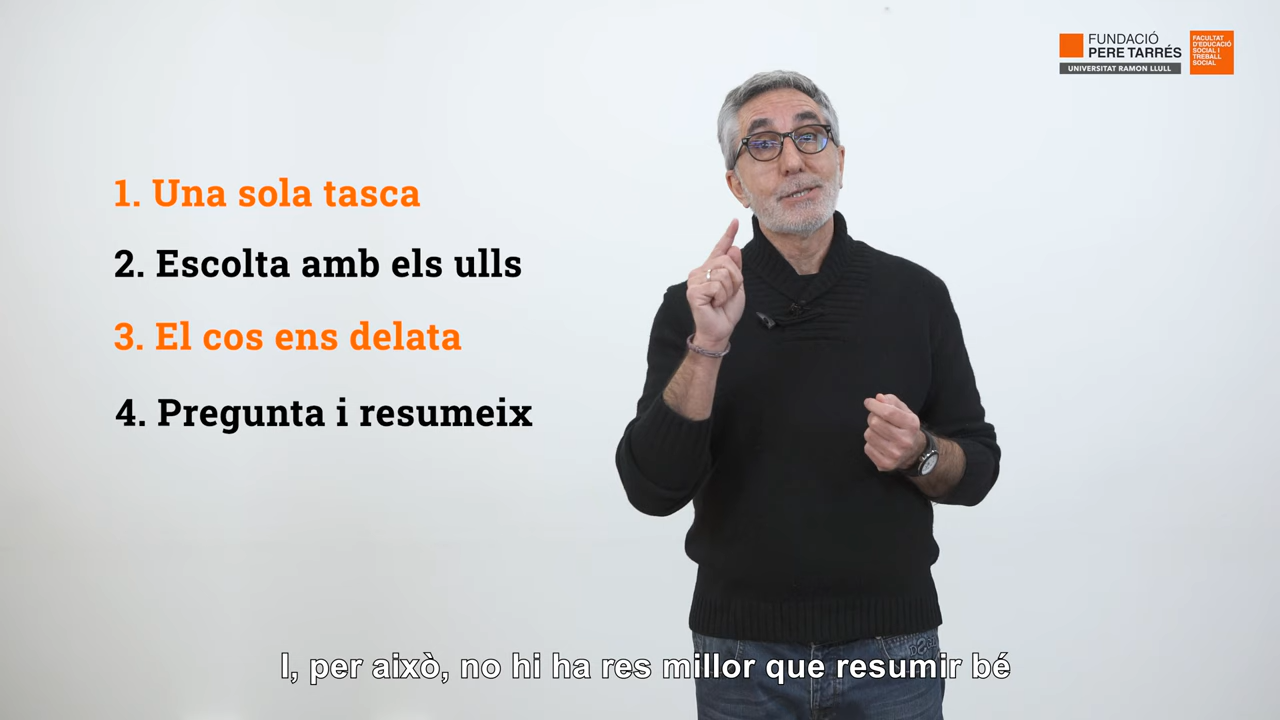 FUNDACIÓ
PERE TARRÉS
UNIVERSITAT RAMON LLULL
FACULTAT
D'EDUCACIÓ
SOCIAL I
TREBALL
SOCIAL
1. Una sola tasca
2. Escolta amb els ulls
3. El cos ens delata
4. Pregunta i resumeix
I, per això, no hi ha res millor que resumir bé